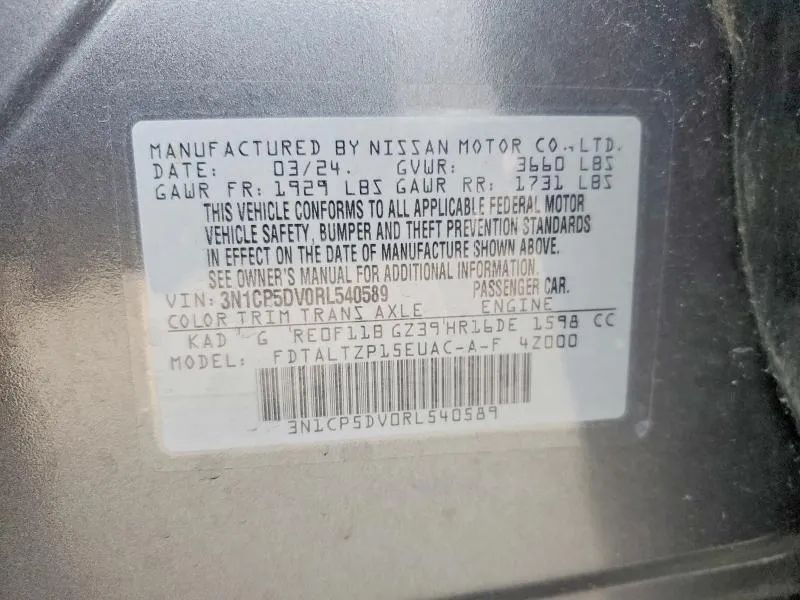 MANUFACTURED BY NISSAN MOTOR CO., LTD.
DATE: 03/24. GVWR: 3660 LBS
GAWR FR: 1929 LBS GAWR RR: 1731 LBS
THIS VEHICLE CONFORMS TO ALL APPLICABLE FEDERAL MOTOR
VEHICLE SAFETY, BUMPER AND THEFT PREVENTION STANDARDS
IN EFFECT ON THE DATE OF MANUFACTURE SHOWN ABOVE.
SEE OWNER'S MANUAL FOR ADDITIONAL INFORMATION.
VIN: 3N1CP5DV0RL540589 PASSENGER CAR.
COLOR TRIM TRANS AXLE ENGINE
KAD G RE0F11B GZ39 HR16DE 1598 CC
MODEL: FDTALTZP15EUAC-A-F 4Z000
3N1CP5DV0RL540589